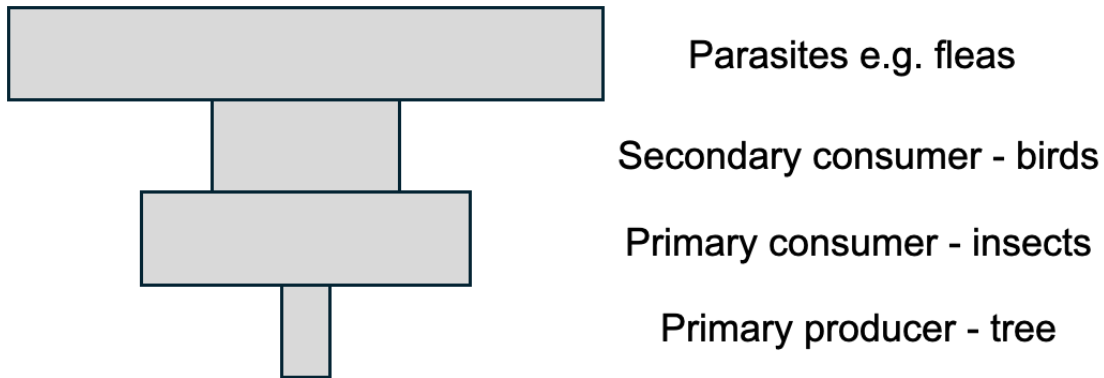 Parasites e.g. fleas
Secondary consumer - birds
Primary consumer - insects
Primary producer - tree